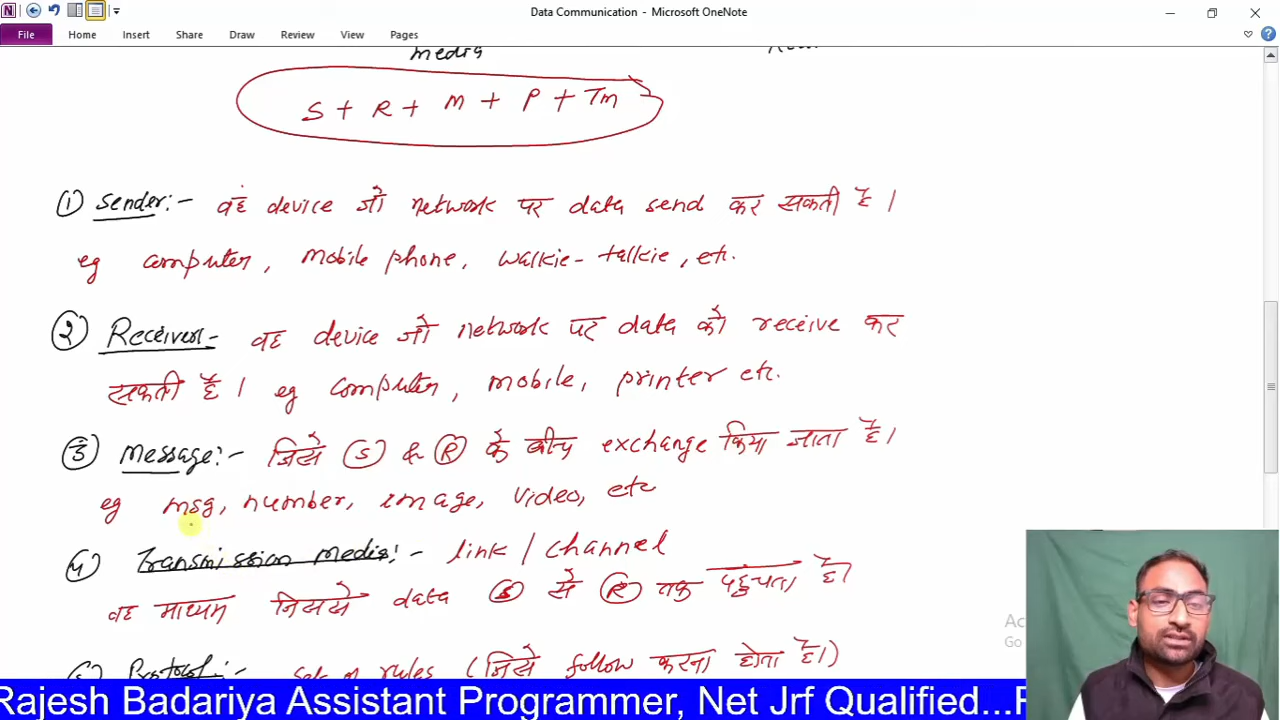 Data Communication - Microsoft OneNote
File Home Insert Share Draw Review View Pages
media
S + R + M + P + Tm
① Sender:- वह device जो network पर data send कर सकती है।
eg computer, mobile phone, walkie-talkie, etc.
② Receiver:- वह device जो network पर data को receive कर
सकती है। eg computer, mobile, printer etc.
③ Message:- जिसे Ⓢ & Ⓡ के बीच exchange किया जाता है।
eg msg, number, image, video, etc
④ Transmission Media:- link / channel
वह माध्यम जिससे data Ⓢ से Ⓡ तक पहुंचता है।
Protocol:- set of rules (जिसे follow करना होता है।)
Ac
Go
Rajesh Badariya Assistant Programmer, Net Jrf Qualified...